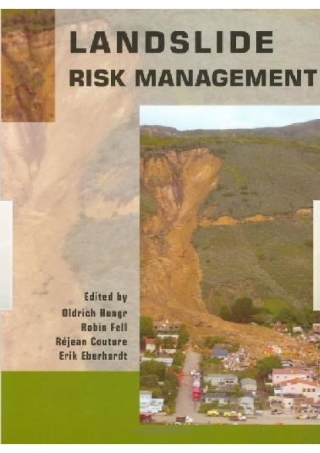 LANDSLIDE
RISK MANAGEMENT
Edited by
Oldrich Hungr
Robin Fell
Réjean Couture
Erik Eberhardt